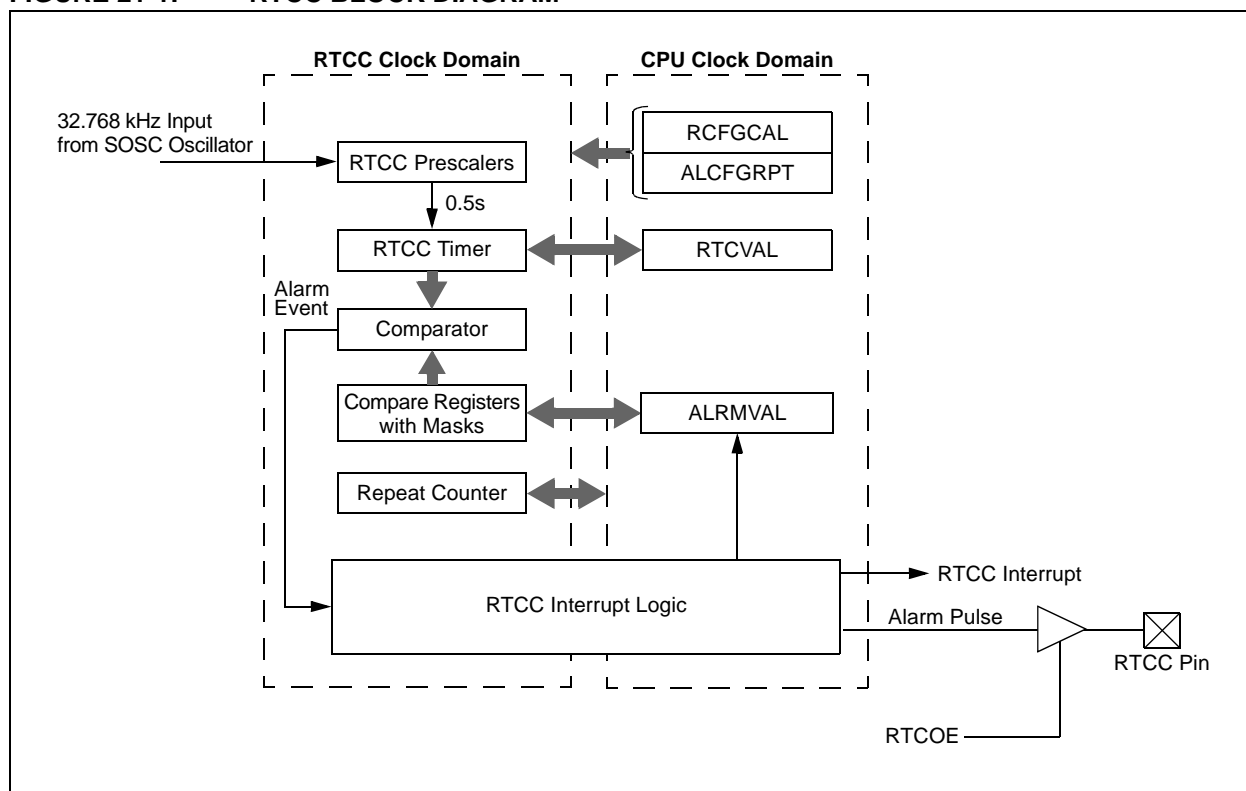 RTCC Clock Domain
CPU Clock Domain
32.768 kHz Input
from SOSC Oscillator
RTCC Prescalers
0.5s
RTCC Timer
Alarm
Event
Comparator
Compare Registers
with Masks
Repeat Counter
RCFGCAL
ALCFGRPT
RTCVAL
ALRMVAL
RTCC Interrupt Logic
RTCC Interrupt
Alarm Pulse
RTCC Pin
RTCOE